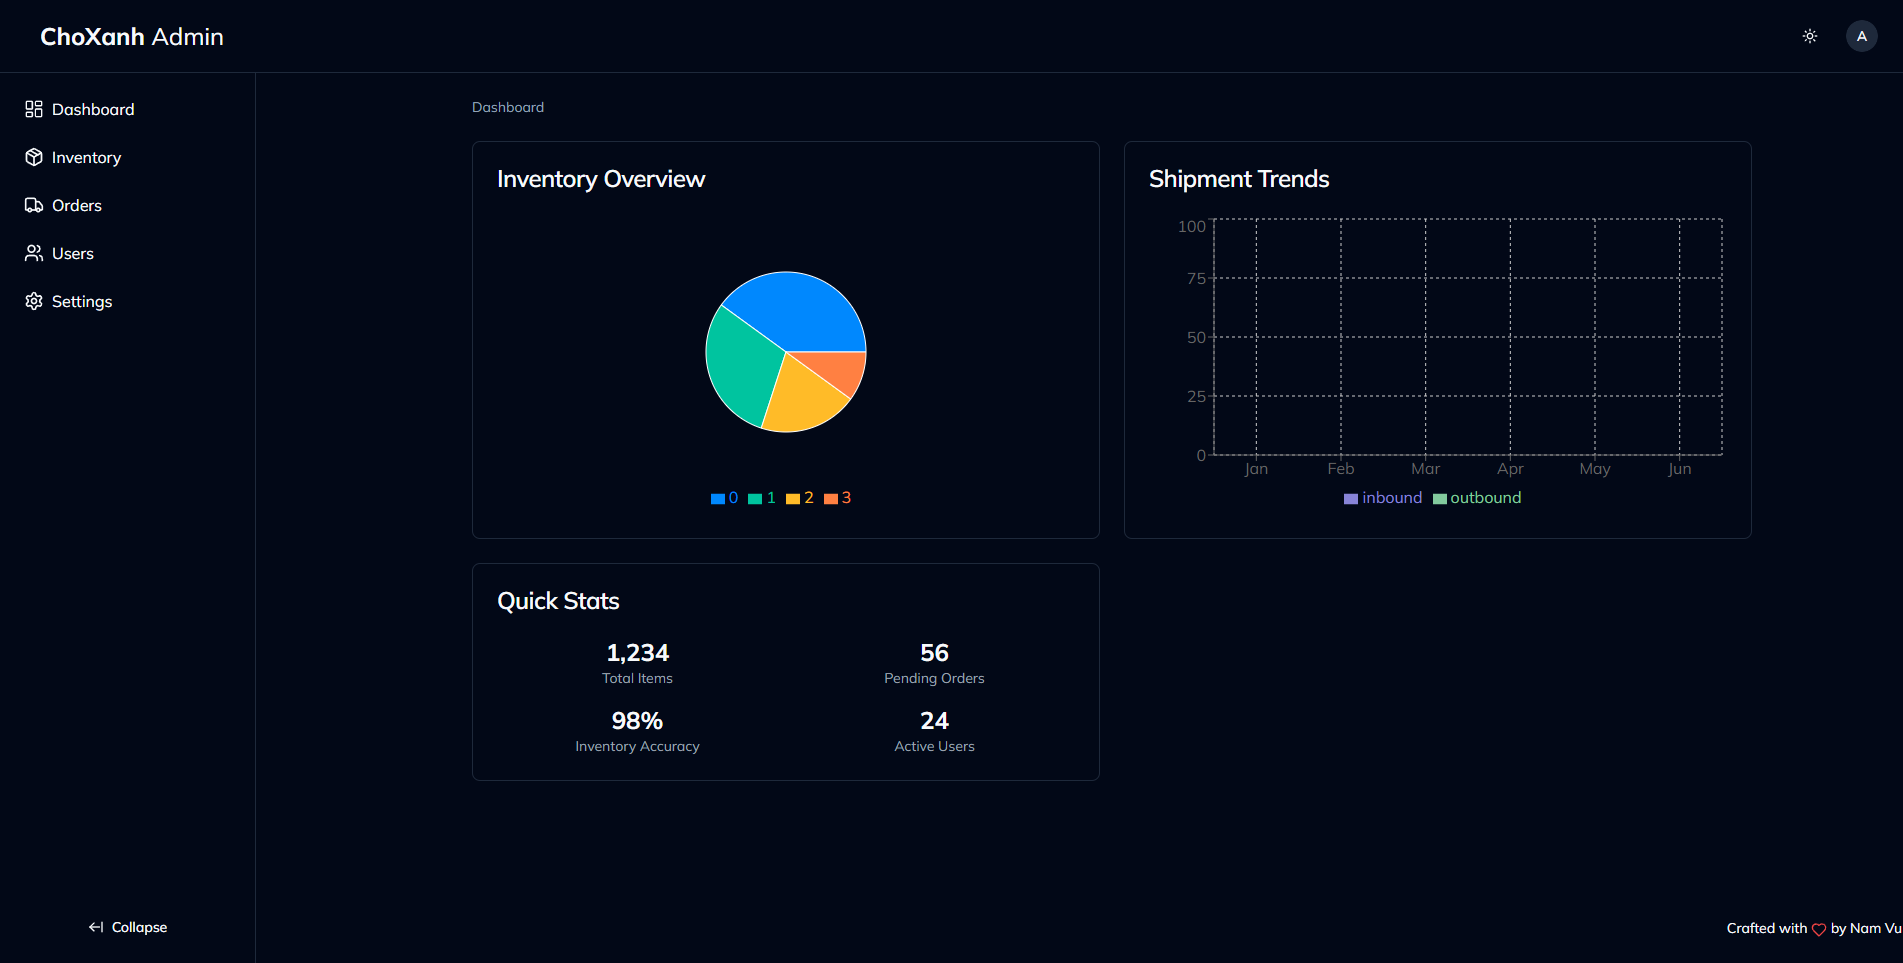 ChoXanh Admin
A
Dashboard
Inventory
Orders
Users
Settings
Collapse
Dashboard
Inventory Overview
0 1 2 3
Shipment Trends
100
75
50
25
0
Jan Feb Mar Apr May Jun
inbound outbound
Quick Stats
1,234
Total Items
56
Pending Orders
98%
Inventory Accuracy
24
Active Users
Crafted with by Nam Vu